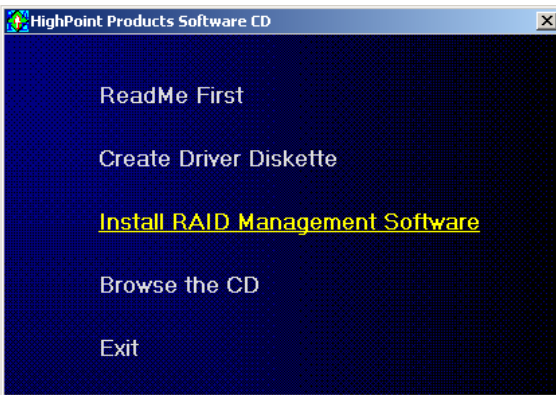 HighPoint Products Software CD
ReadMe First
Create Driver Diskette
Install RAID Management Software
Browse the CD
Exit